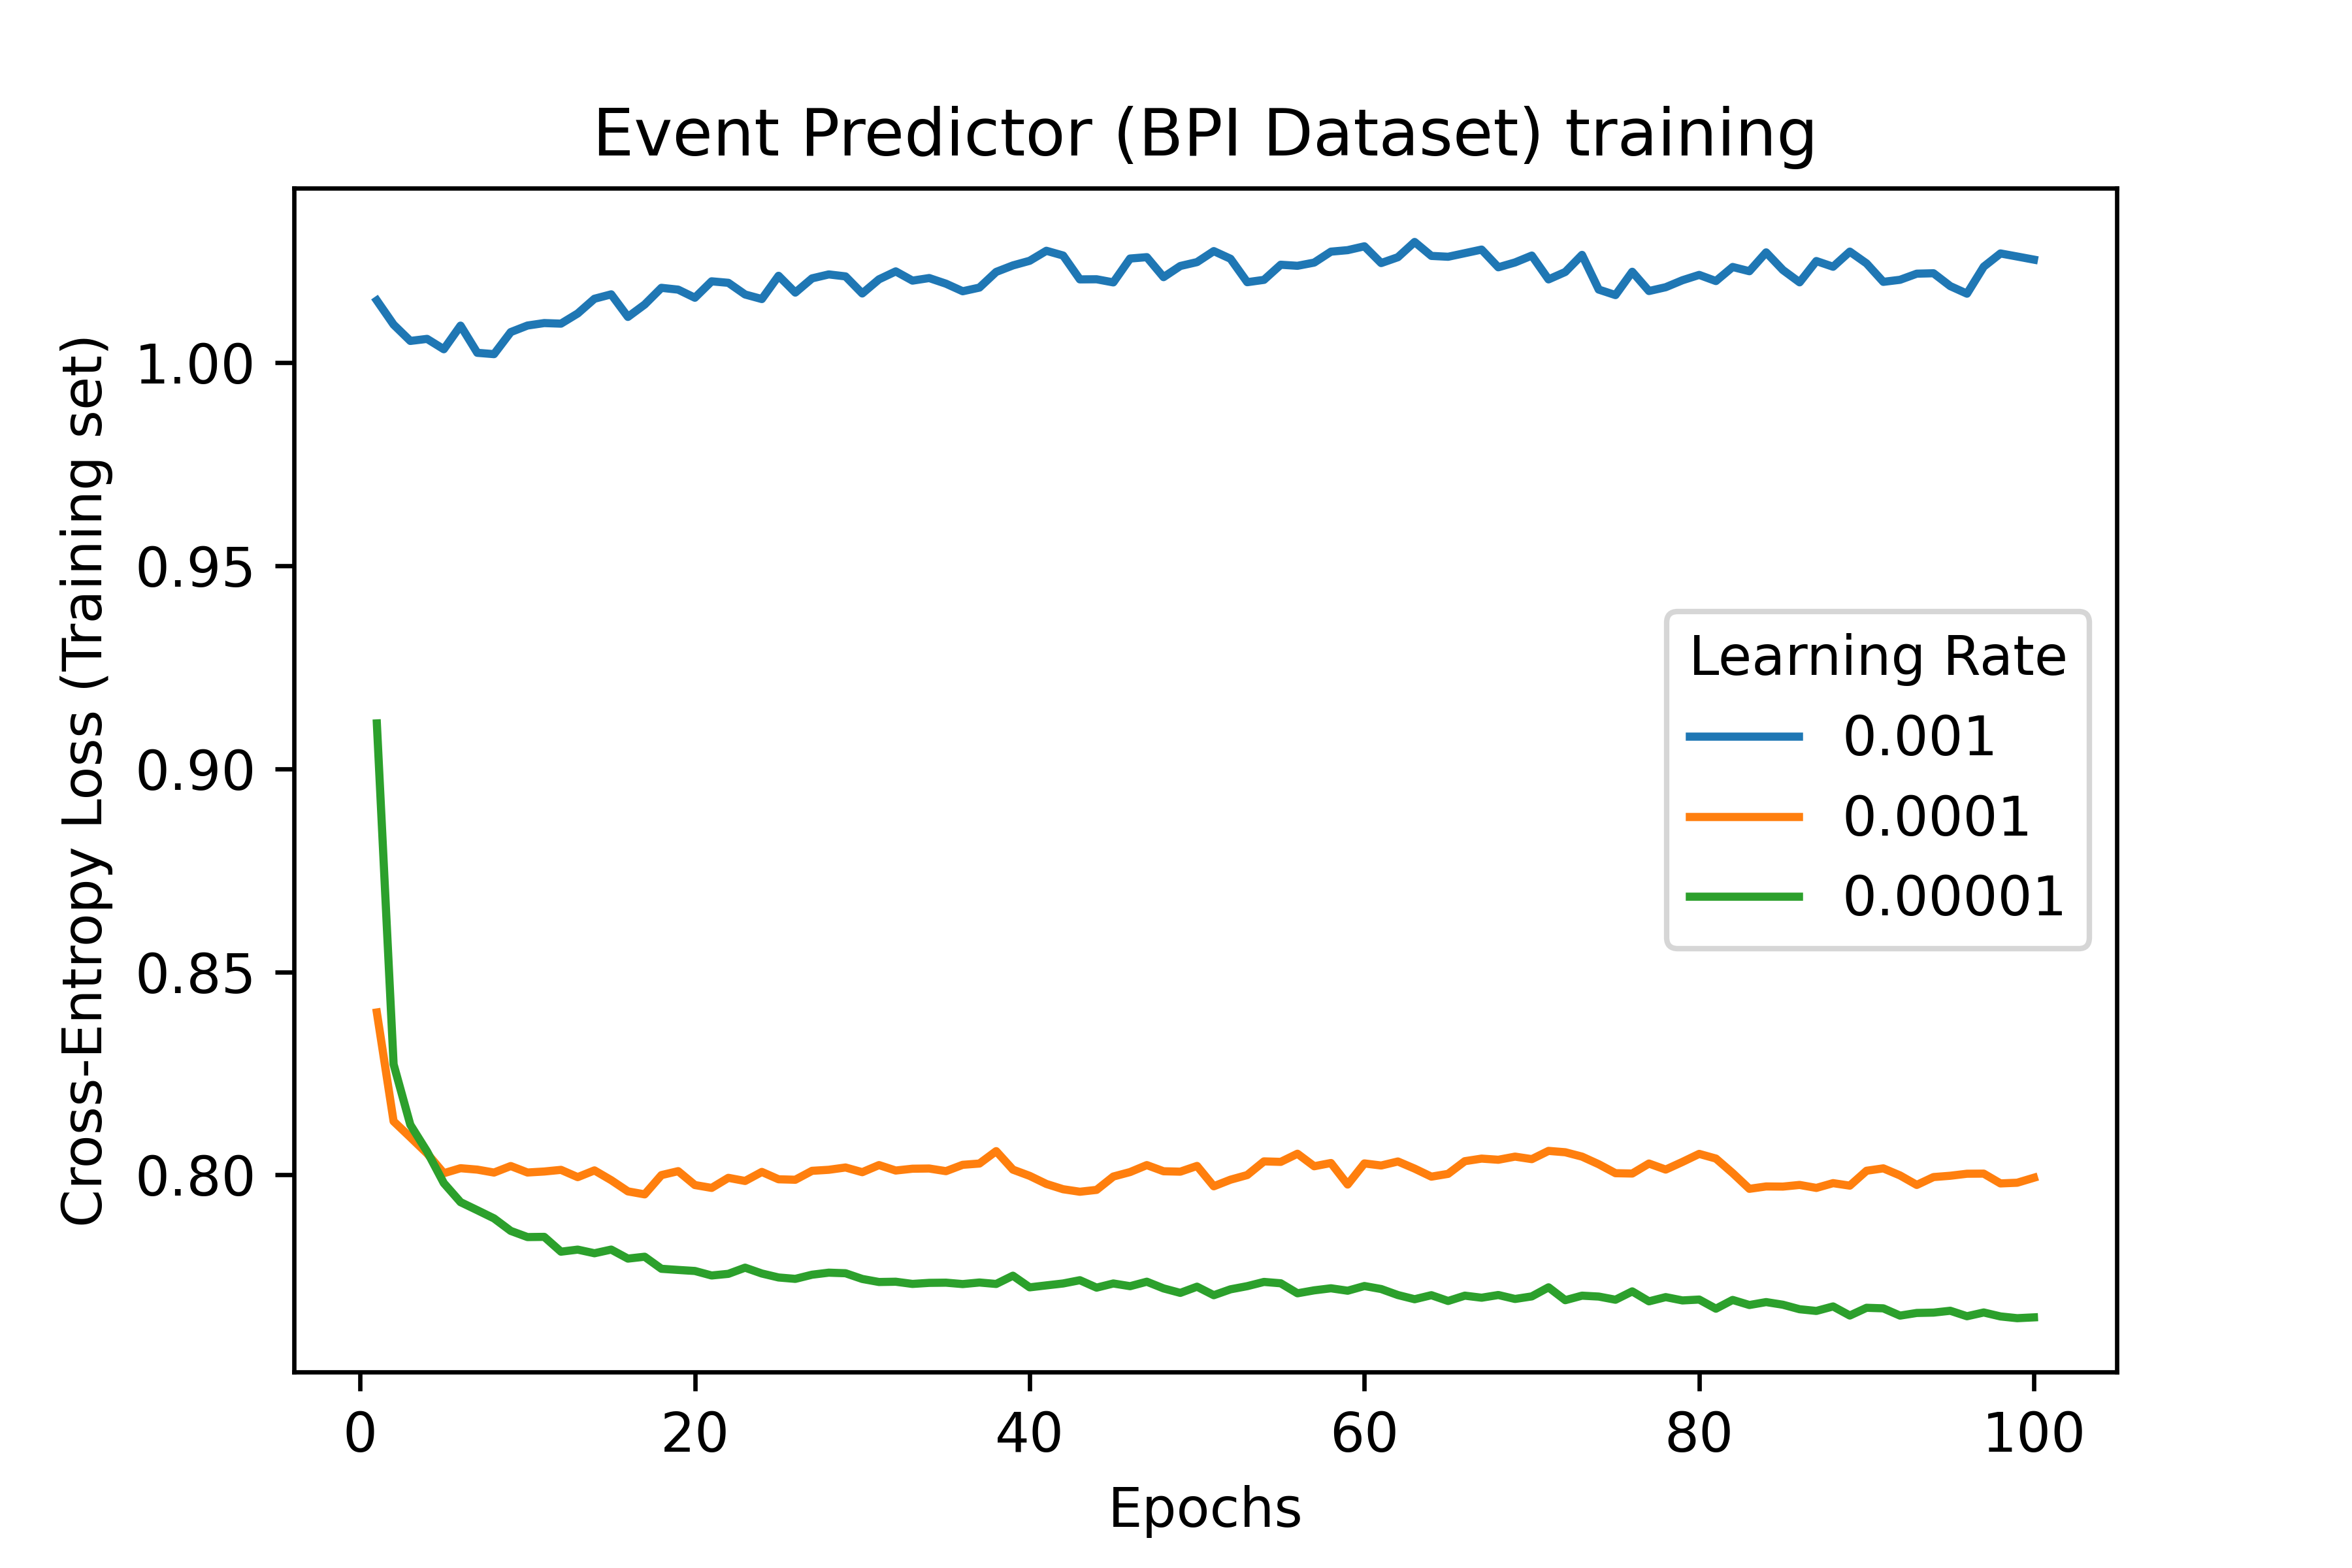 Event Predictor (BPI Dataset) training
Cross-Entropy Loss (Training set)
1.00
0.95
0.90
0.85
0.80
Learning Rate
0.001
0.0001
0.00001
0 20 40 60 80 100
Epochs